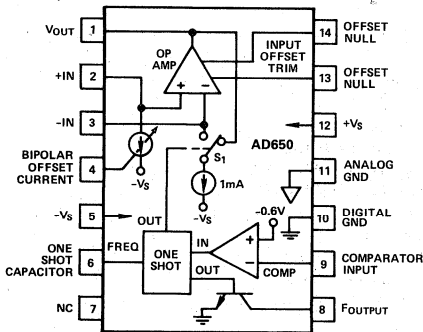 VOUT 1
+IN 2
-IN 3
BIPOLAR
OFFSET
CURRENT 4
-VS 5
ONE
SHOT
CAPACITOR 6
NC 7
OP
AMP
+ -
INPUT
OFFSET
TRIM
-VS
S1
1mA
-VS
AD650
OUT
FREQ
ONE
SHOT
IN
OUT
-0.6V
+
-
COMP
14 OFFSET
NULL
13 OFFSET
NULL
12 +VS
11 ANALOG
GND
10 DIGITAL
GND
9 COMPARATOR
INPUT
8 FOUTPUT